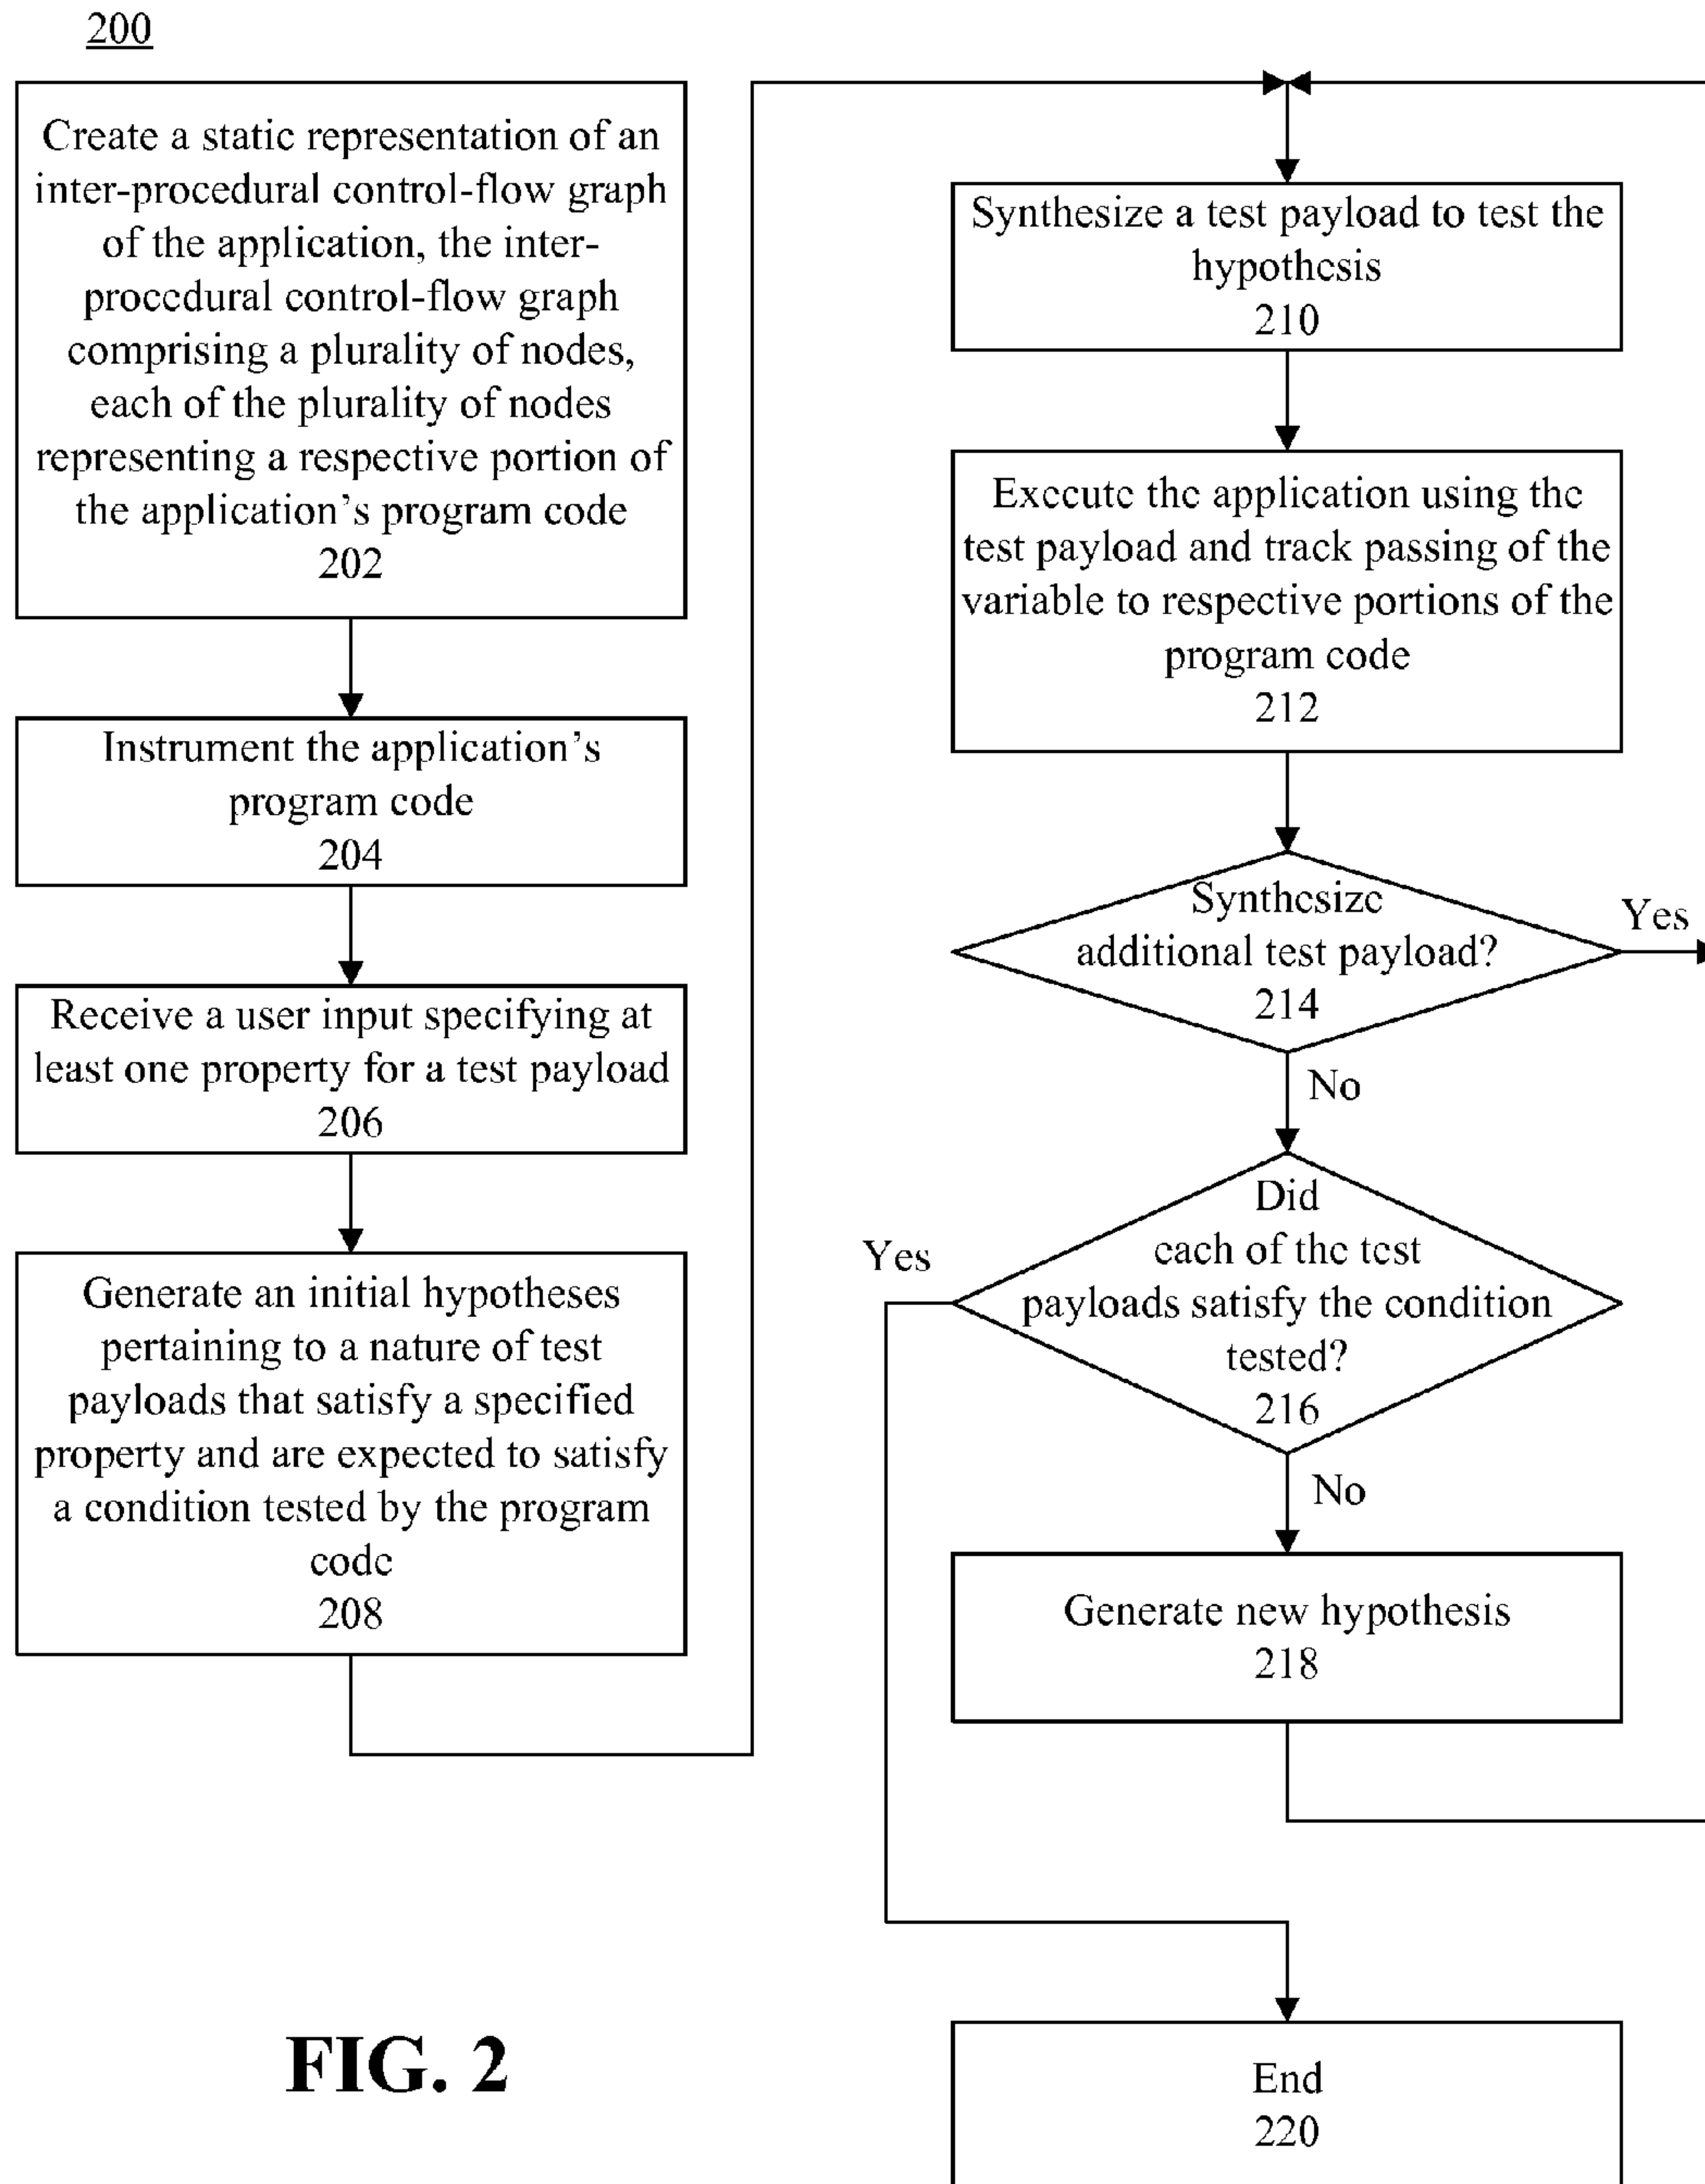 200
Create a static representation of an
inter-procedural control-flow graph
of the application, the inter-
procedural control-flow graph
comprising a plurality of nodes,
each of the plurality of nodes
representing a respective portion of
the application's program code
202
Instrument the application's
program code
204
Receive a user input specifying at
least one property for a test payload
206
Generate an initial hypotheses
pertaining to a nature of test
payloads that satisfy a specified
property and are expected to satisfy
a condition tested by the program
code
208
Synthesize a test payload to test the
hypothesis
210
Execute the application using the
test payload and track passing of the
variable to respective portions of the
program code
212
Synthesize
additional test payload?
214
Yes
No
Did
each of the test
payloads satisfy the condition
tested?
216
Yes
No
Generate new hypothesis
218
End
220
FIG. 2